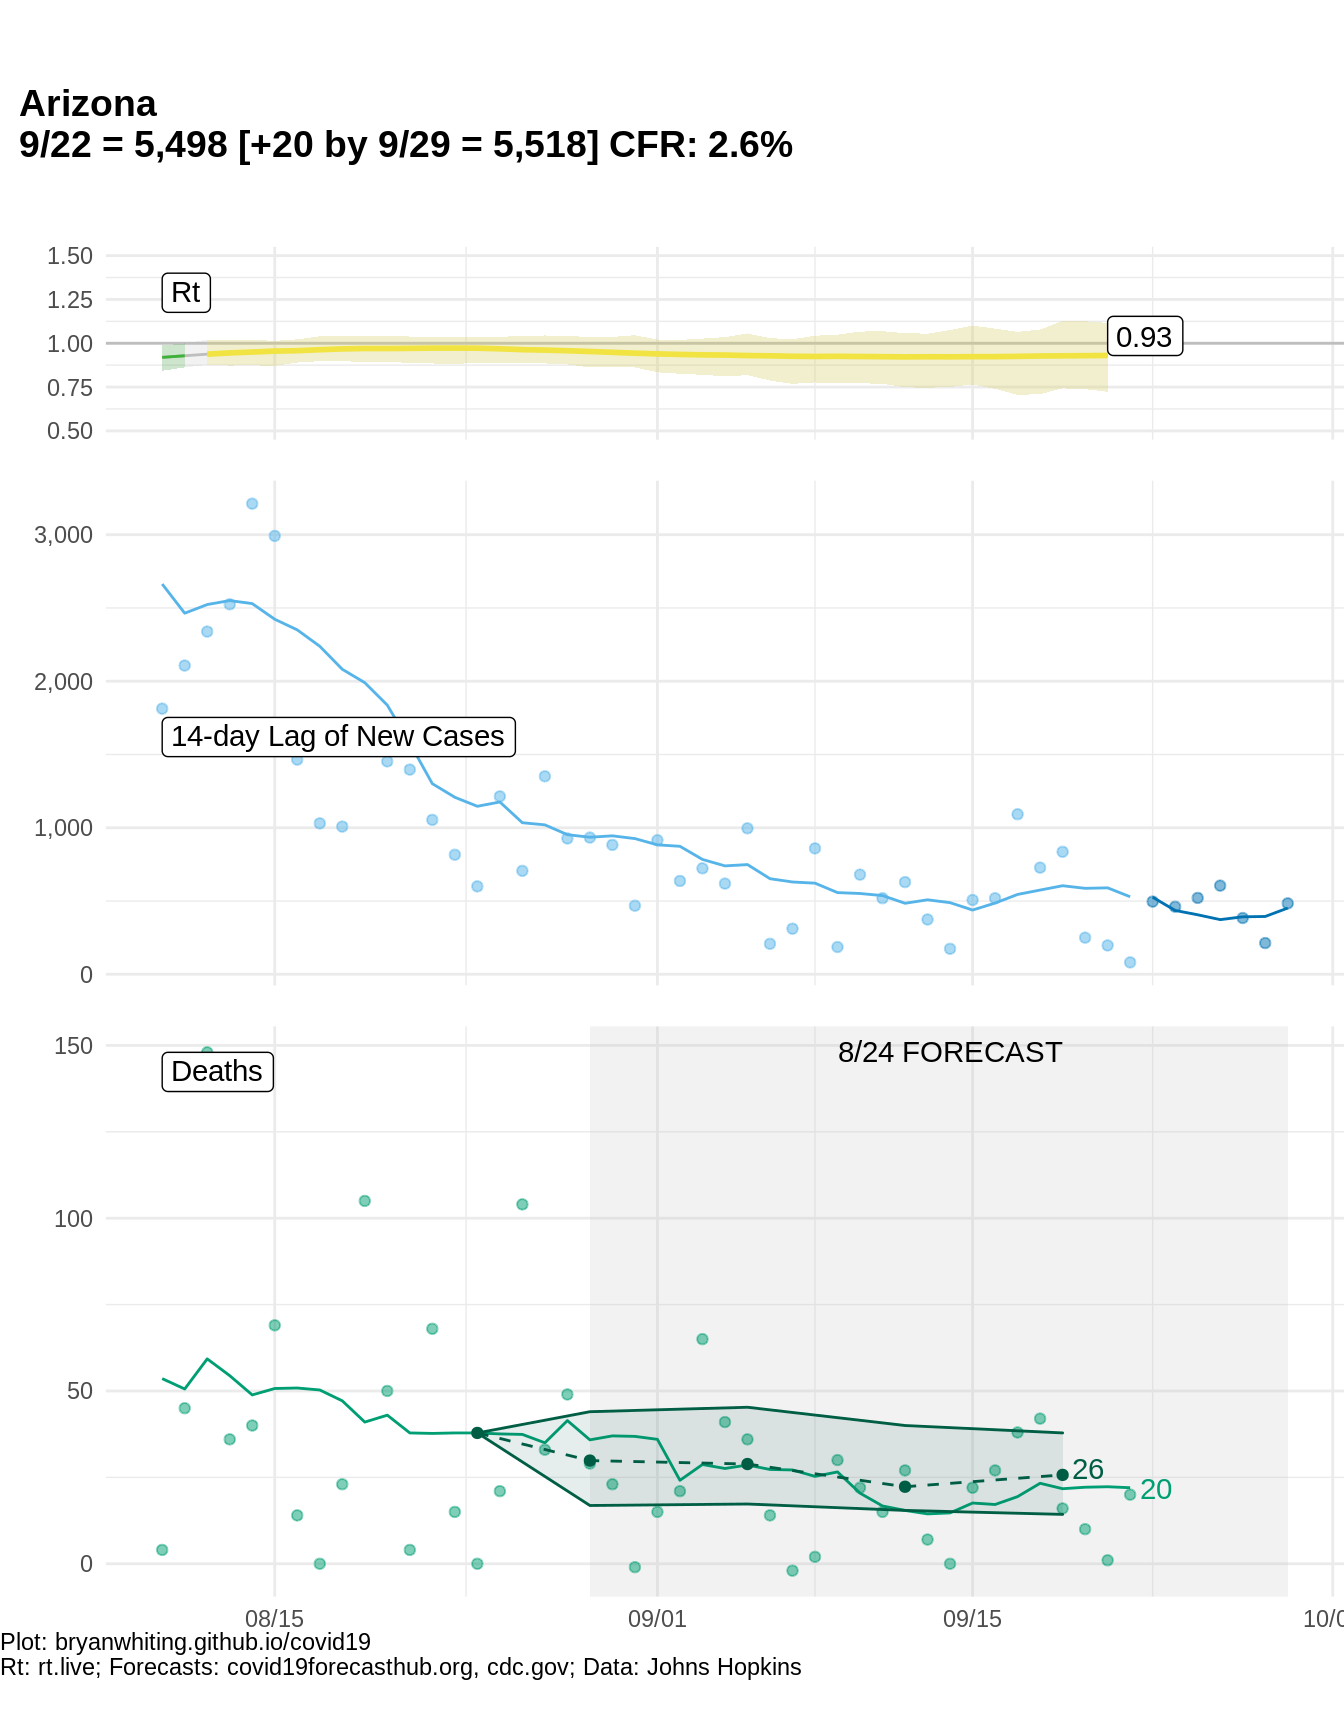 Arizona
9/22 = 5,498 [+20 by 9/29 = 5,518] CFR: 2.6%
1.50
Rt
1.25
1.00
0.93
0.75
0.50
3,000
2,000
14-day Lag of New Cases
1,000
0
150
8/24 FORECAST
Deaths
100
50
26
20
0
08/15
09/01
09/15
10/0
Plot: bryanwhiting.github.io/covid19
Rt: rt.live; Forecasts: covid19forecasthub.org, cdc.gov; Data: Johns Hopkins